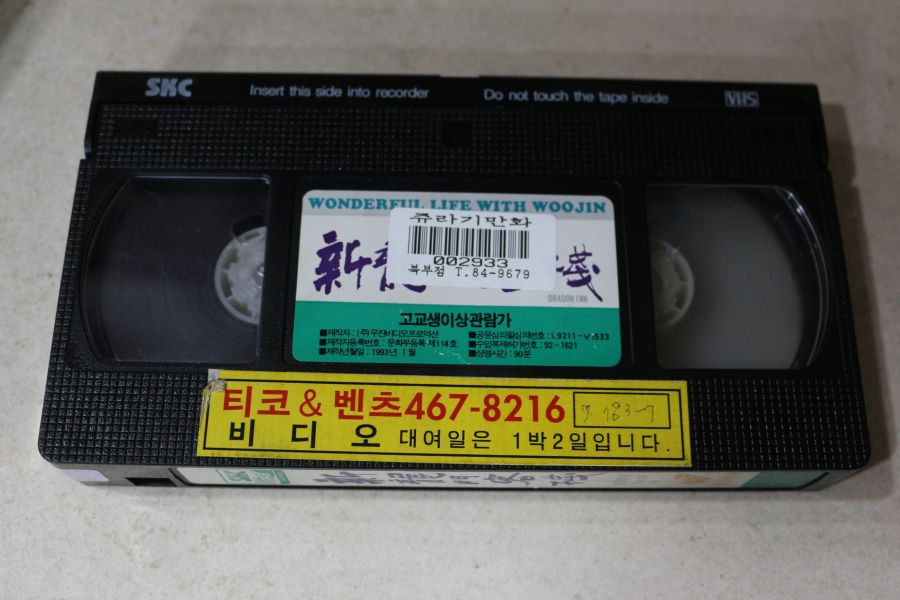 SKC Insert this side into recorder Do not touch the tape inside VHS
WONDERFUL LIFE WITH WOOJIN
쥬라기만화
002933
북부점 T.84-9679
新
DRAGON INN
고교생이상관람가
■제작자 : (주)우진비디오프로덕션
■제작자등록번호 : 문화부등록 제114호
■제작년월일 : 1993년 1월
■공윤심의필심의번호 : L9211-V1533
■수입복제허가번호 : 92-1621
■상영시간 : 90분
티코 & 벤츠 467-8216
비디오 대여일은 1박2일입니다.